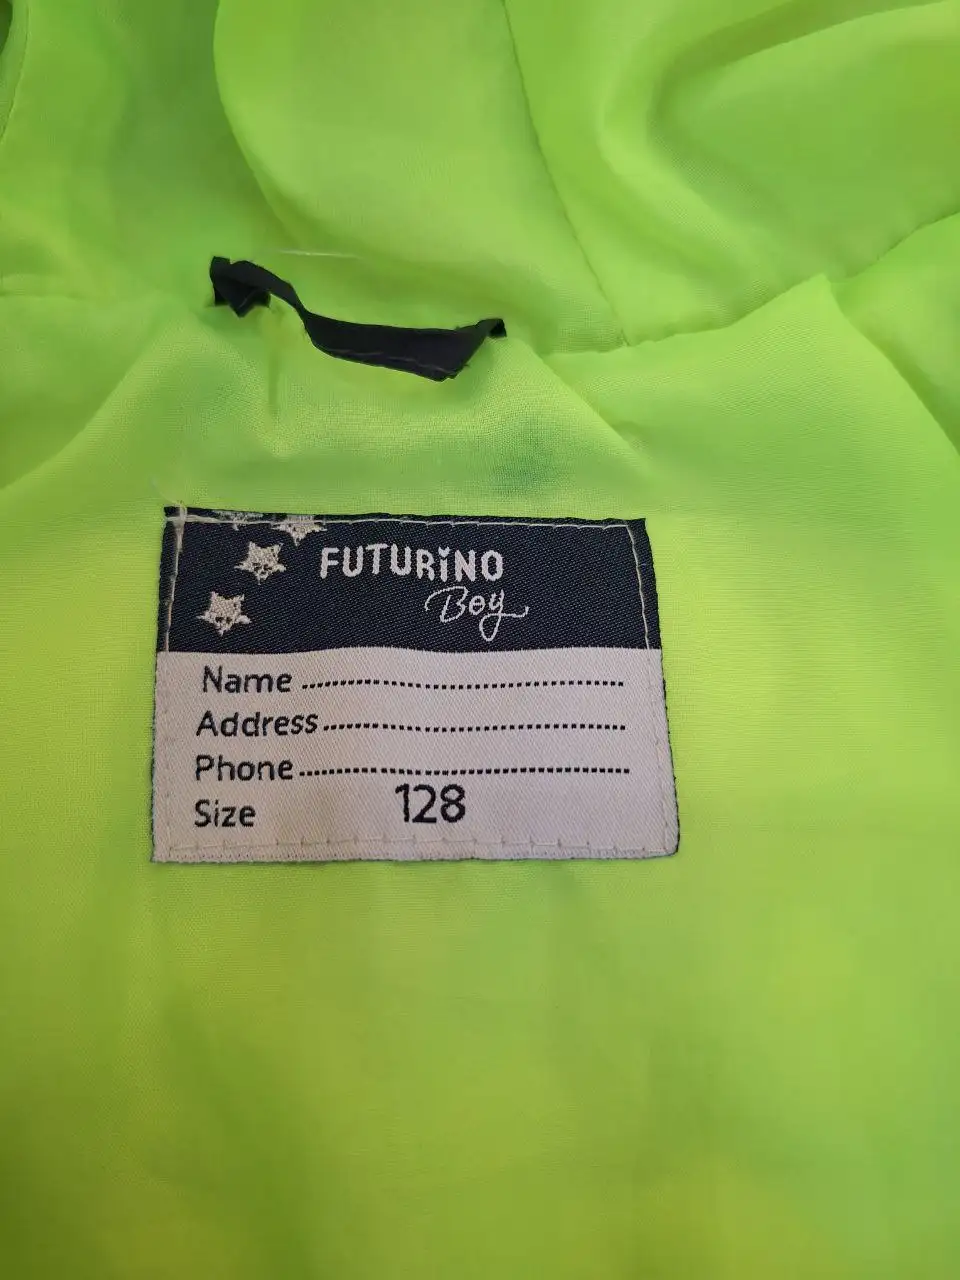 FUTURiNO
Boy
Name ................................
Address ................................
Phone ................................
Size 128